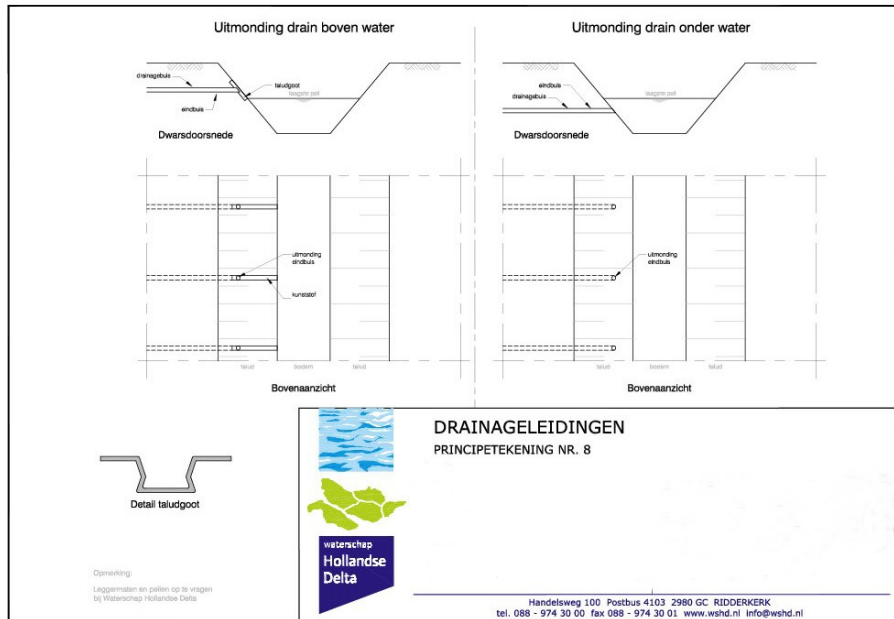 Uitmonding drain boven water
drainagebuis
taludgoot
laagste peil
eindbuis
Dwarsdoorsnede
uitmonding
eindbuis
kunststof
talud
bodem
talud
Bovenaanzicht
Uitmonding drain onder water
eindbuis
drainagebuis
laagste peil
Dwarsdoorsnede
uitmonding
eindbuis
talud
bodem
talud
Bovenaanzicht
Detail taludgoot
Opmerking:
Leggermaten en peilen op te vragen
bij Waterschap Hollandse Delta
DRAINAGELEIDINGEN
PRINCIPETEKENING NR. 8
waterschap
Hollandse
Delta
Handelsweg 100 Postbus 4103 2980 GC RIDDERKERK
tel. 088 - 974 30 00 fax 088 - 974 30 01 www.wshd.nl info@wshd.nl